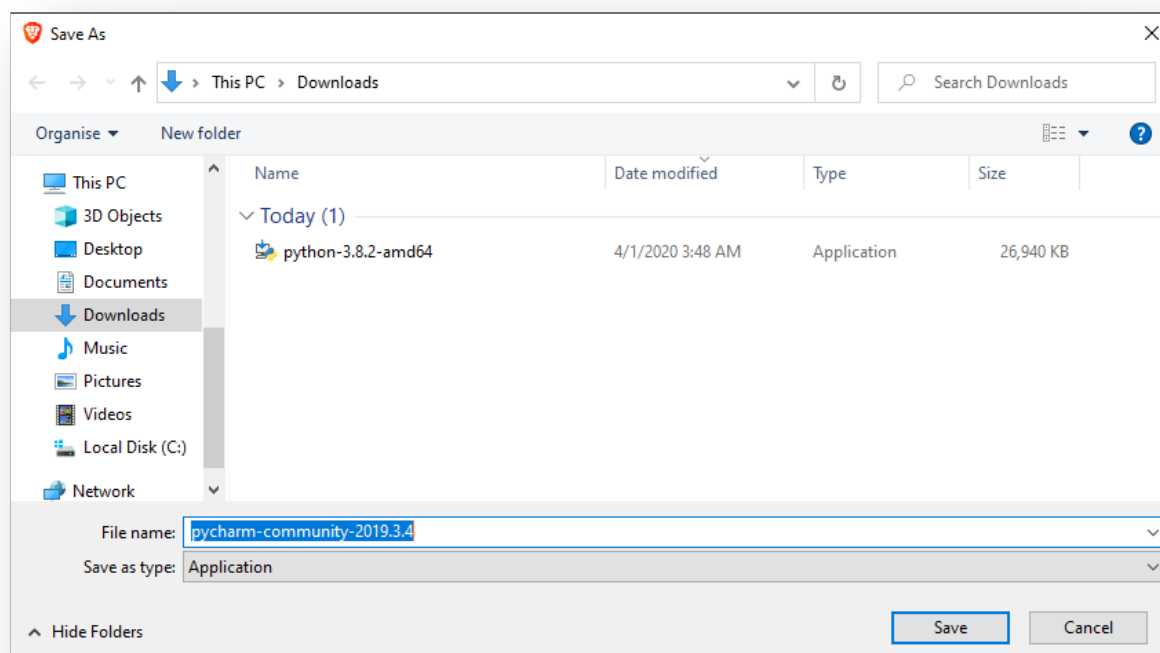 Save As
This PC > Downloads
Search Downloads
Organise
New folder
Name Date modified Type Size
This PC
3D Objects
Desktop
Documents
Downloads
Music
Pictures
Videos
Local Disk (C:)
Network
Today (1)
python-3.8.2-amd64 4/1/2020 3:48 AM Application 26,940 KB
File name: pycharm-community-2019.3.4
Save as type: Application
Hide Folders
Save
Cancel